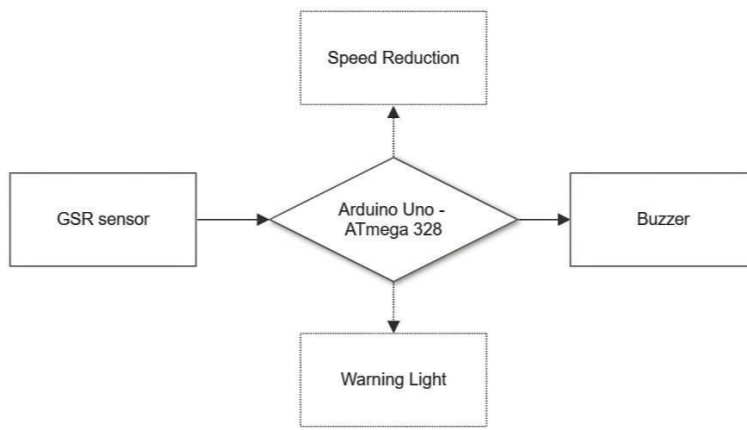 Speed Reduction
GSR sensor
Arduino Uno -
ATmega 328
Buzzer
Warning Light